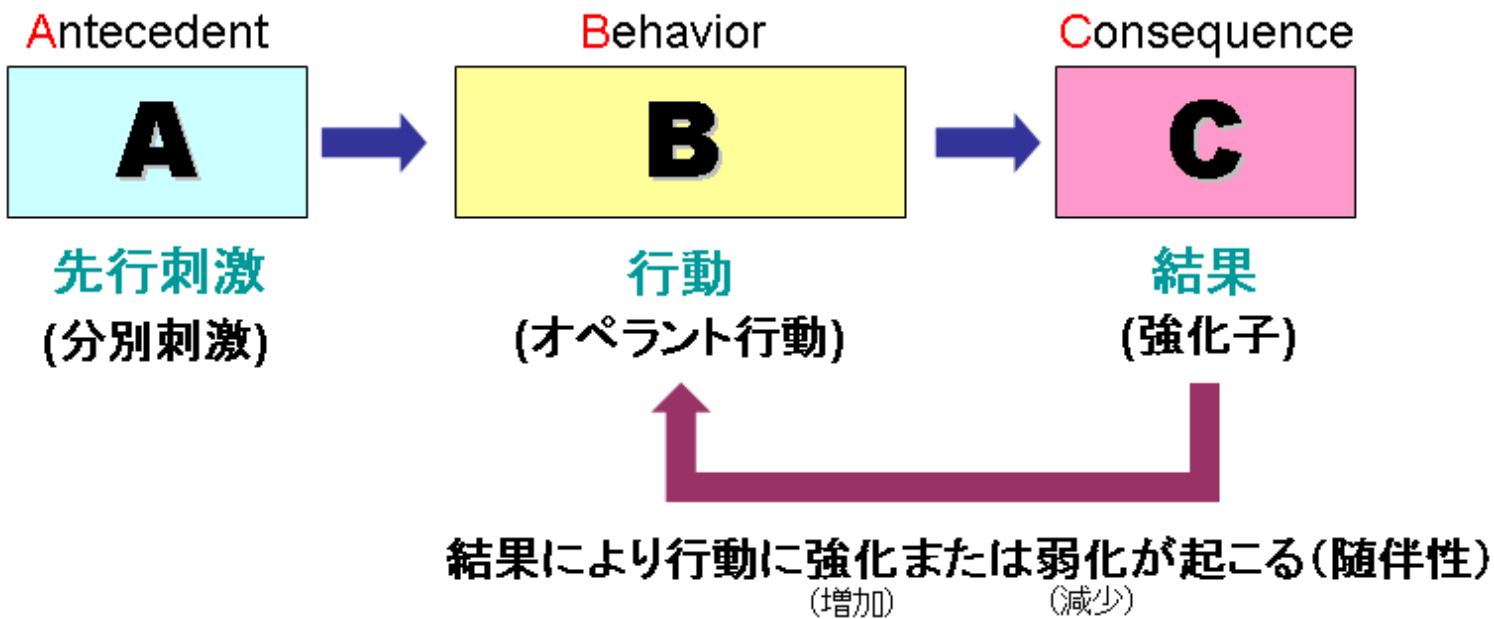 Antecedent Behavior Consequence
A B C
先行刺激 行動 結果
(分別刺激) (オペラント行動) (強化子)
結果により行動に強化または弱化が起こる(随伴性)
(増加) (減少)